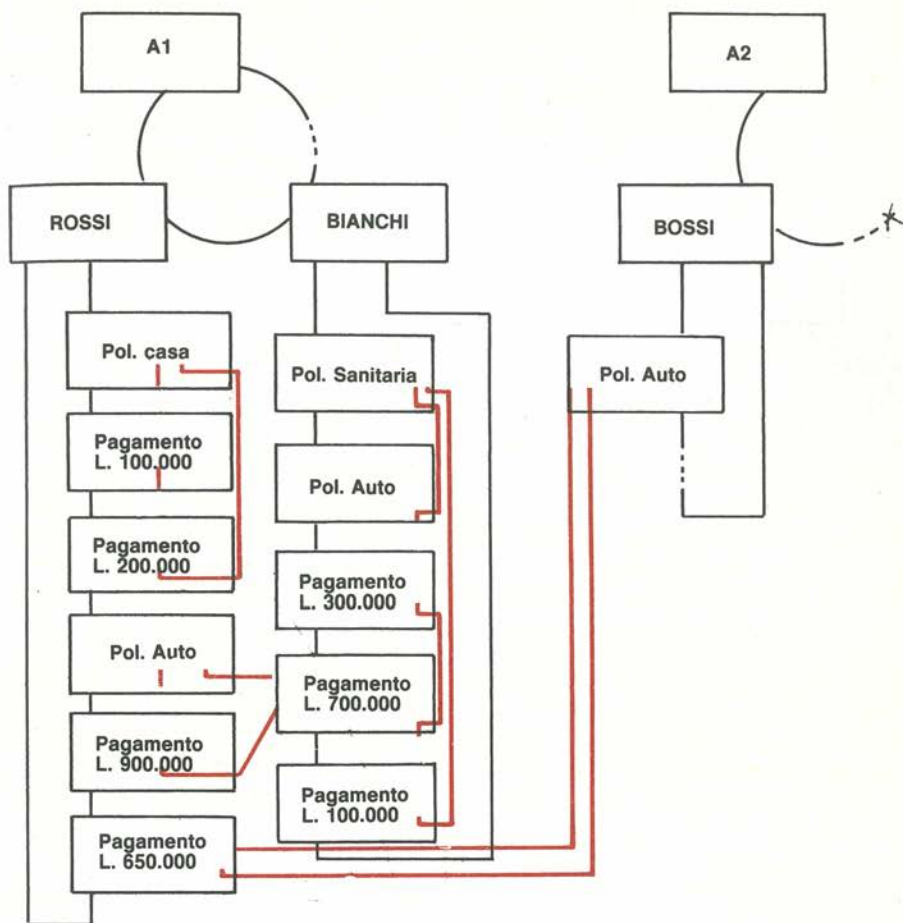 A1
A2
ROSSI
BIANCHI
BOSSI
Pol. casa
Pagamento
L. 100.000
Pagamento
L. 200.000
Pol. Auto
Pagamento
L. 900.000
Pagamento
L. 650.000
Pol. Sanitaria
Pol. Auto
Pagamento
L. 300.000
Pagamento
L. 700.000
Pagamento
L. 100.000
Pol. Auto